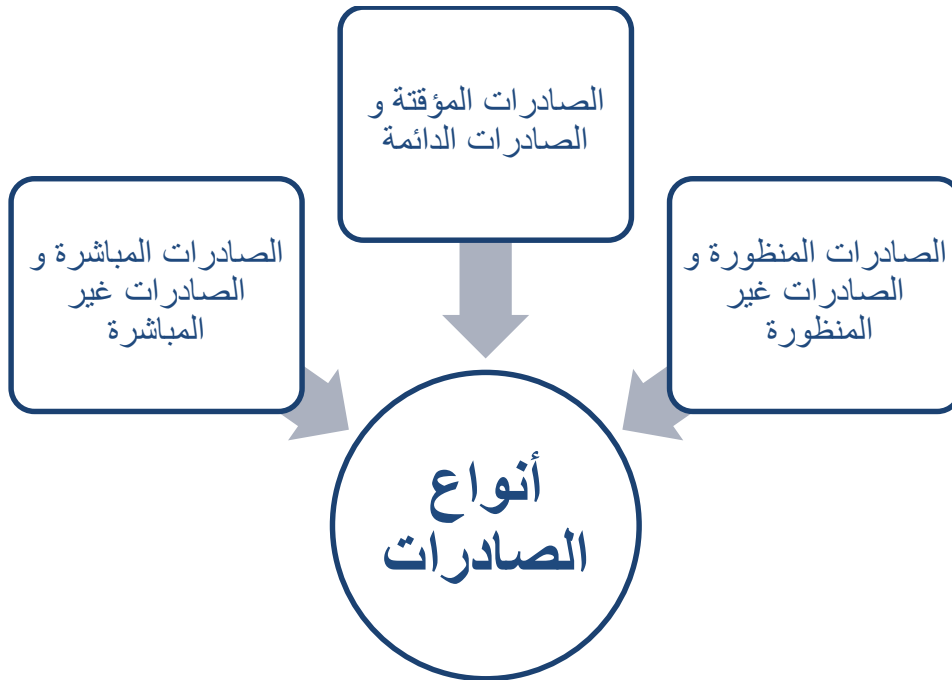 الصادرات المؤقتة و
الصادرات الدائمة
الصادرات المنظورة و
الصادرات غير
المنظورة
الصادرات المباشرة و
الصادرات غير
المباشرة
أنواع
الصادرات